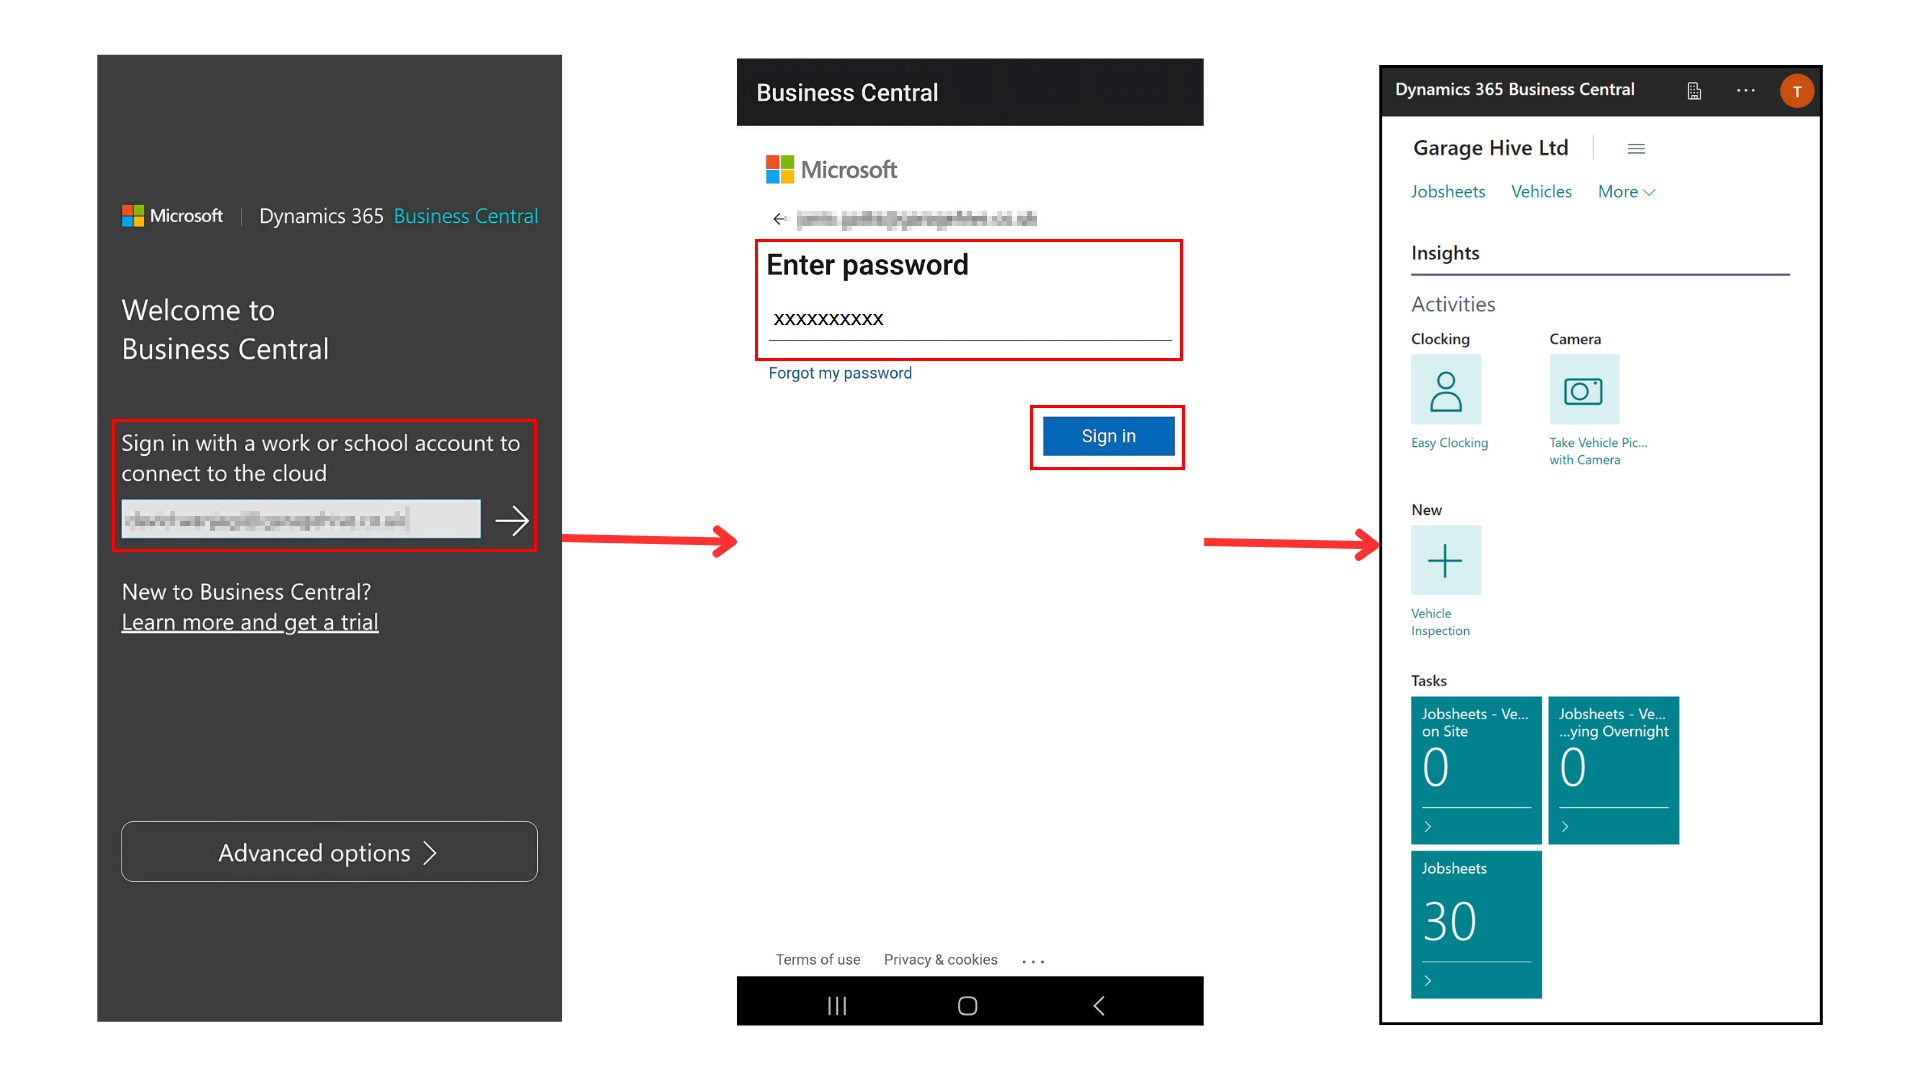 Microsoft Dynamics 365 Business Central
Welcome to
Business Central
Sign in with a work or school account to
connect to the cloud
New to Business Central?
Learn more and get a trial
Advanced options
Business Central
Microsoft
Enter password
xxxxxxxxxx
Forgot my password
Sign in
Terms of use Privacy & cookies ...
Dynamics 365 Business Central ... T
Garage Hive Ltd
Jobsheets Vehicles More
Insights
Activities
Clocking Camera
Easy Clocking Take Vehicle Pic...
with Camera
New
Vehicle
Inspection
Tasks
Jobsheets - Ve... Jobsheets - Ve...
on Site ...ying Overnight
0 0
Jobsheets
30